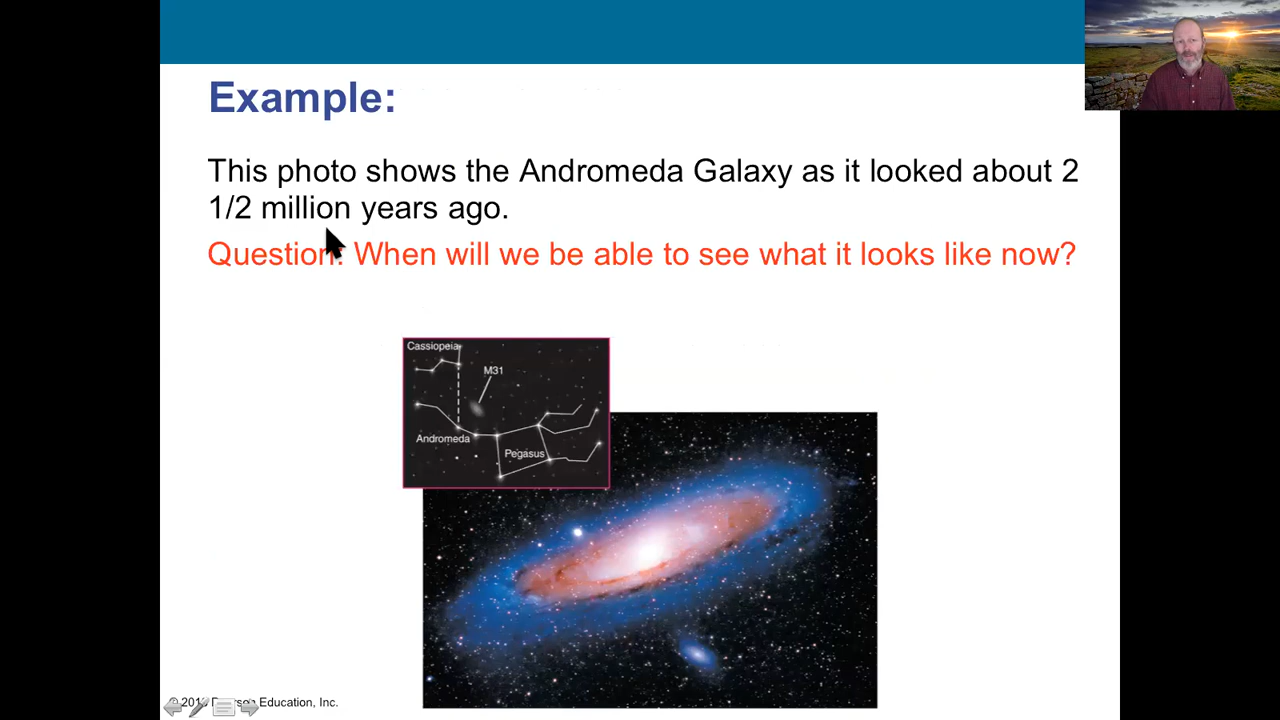 Example:
This photo shows the Andromeda Galaxy as it looked about 2
1/2 million years ago.
Question: When will we be able to see what it looks like now?
Cassiopeia
M31
Andromeda
Pegasus
Education, Inc.